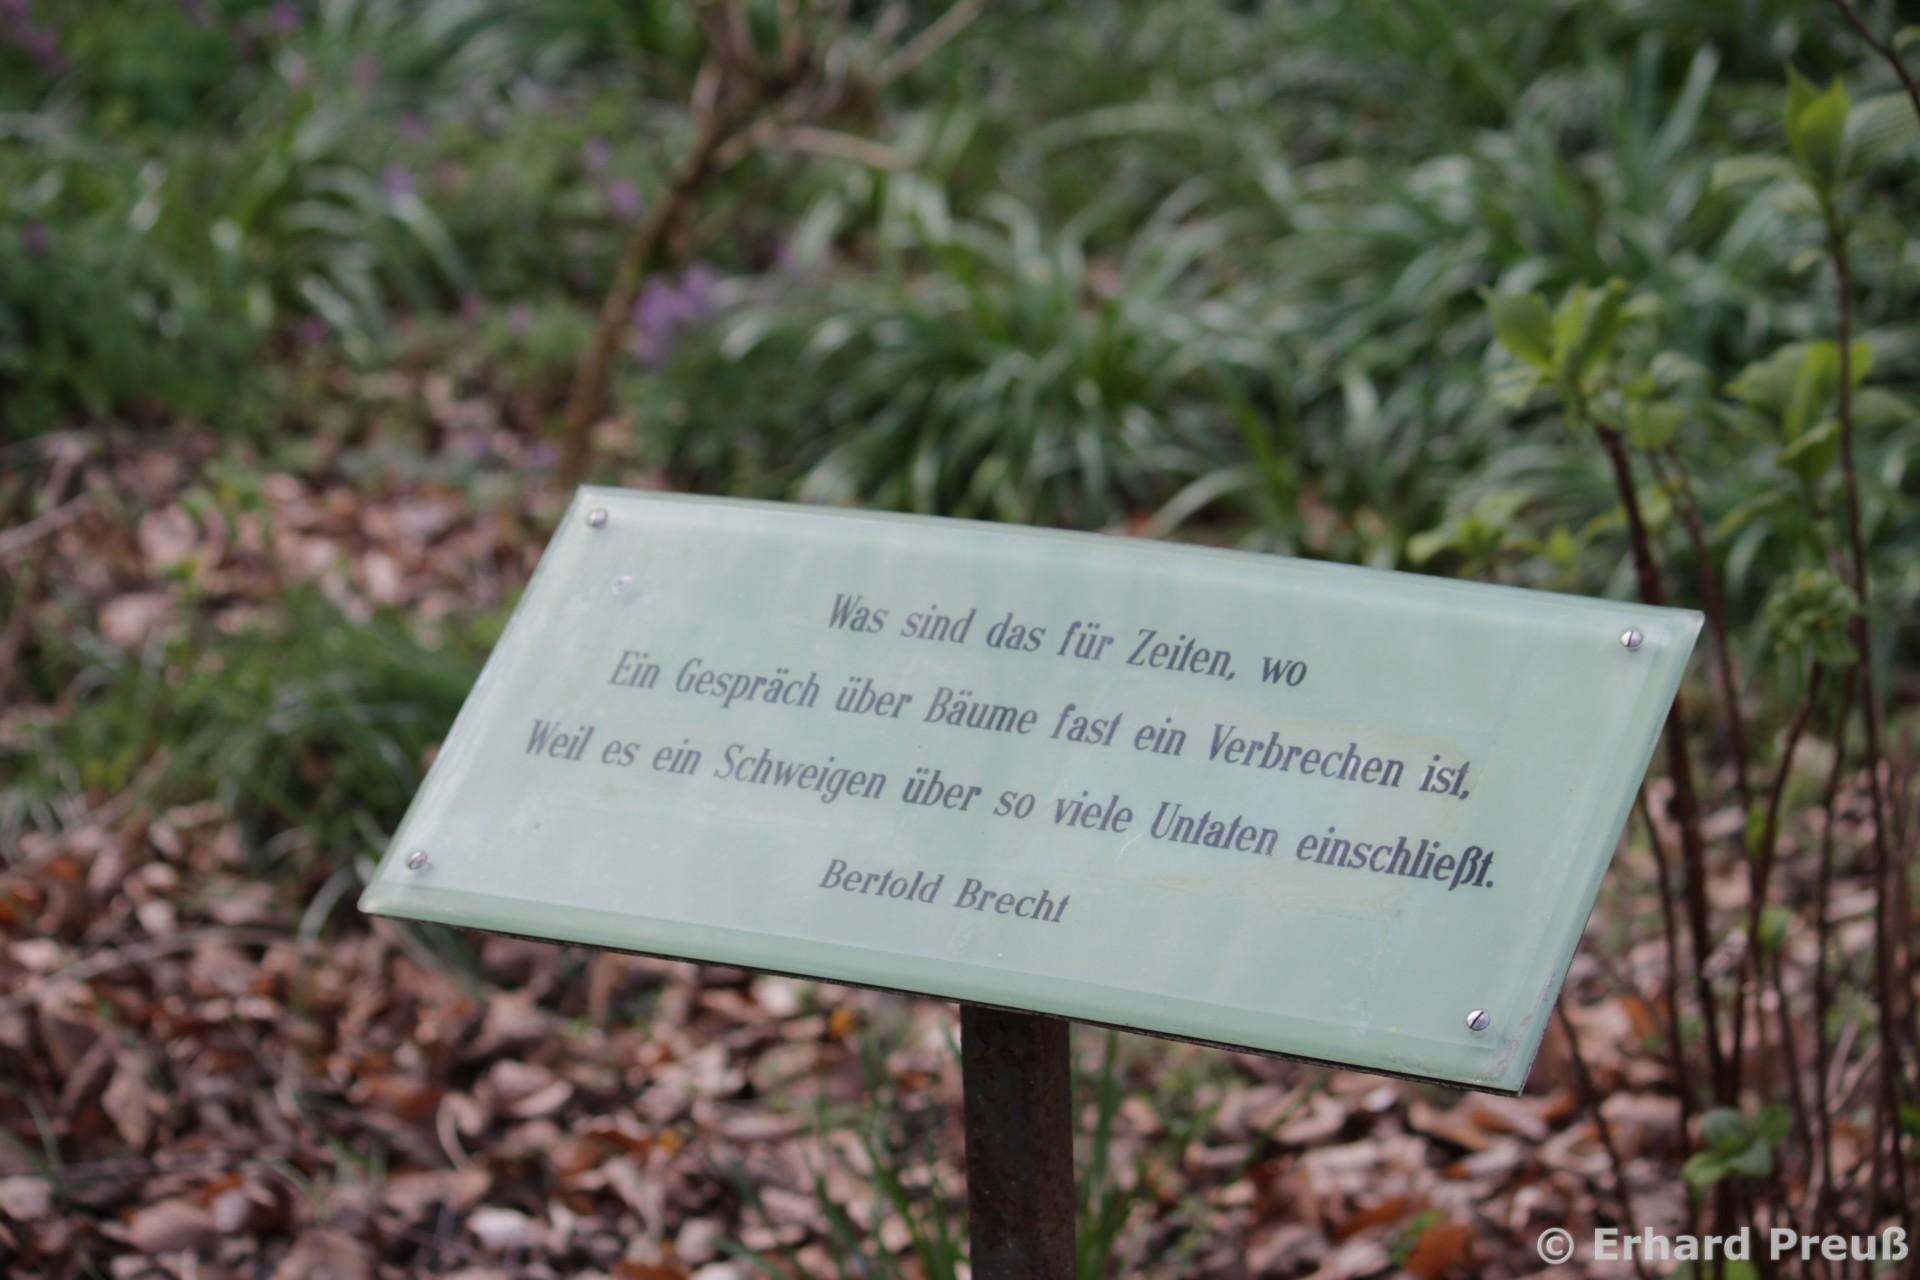 Was sind das für Zeiten, wo
Ein Gespräch über Bäume fast ein Verbrechen ist,
Weil es ein Schweigen über so viele Untaten einschließt.
Bertold Brecht
© Erhard Preuß